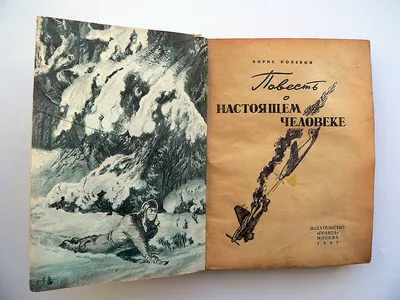 БОРИС ПОЛЕВОЙ
Повесть
о
НАСТОЯЩЕМ
ЧЕЛОВЕКЕ
ИЗДАТЕЛЬСТВО
«ПРАВДА»
МОСКВА
1947